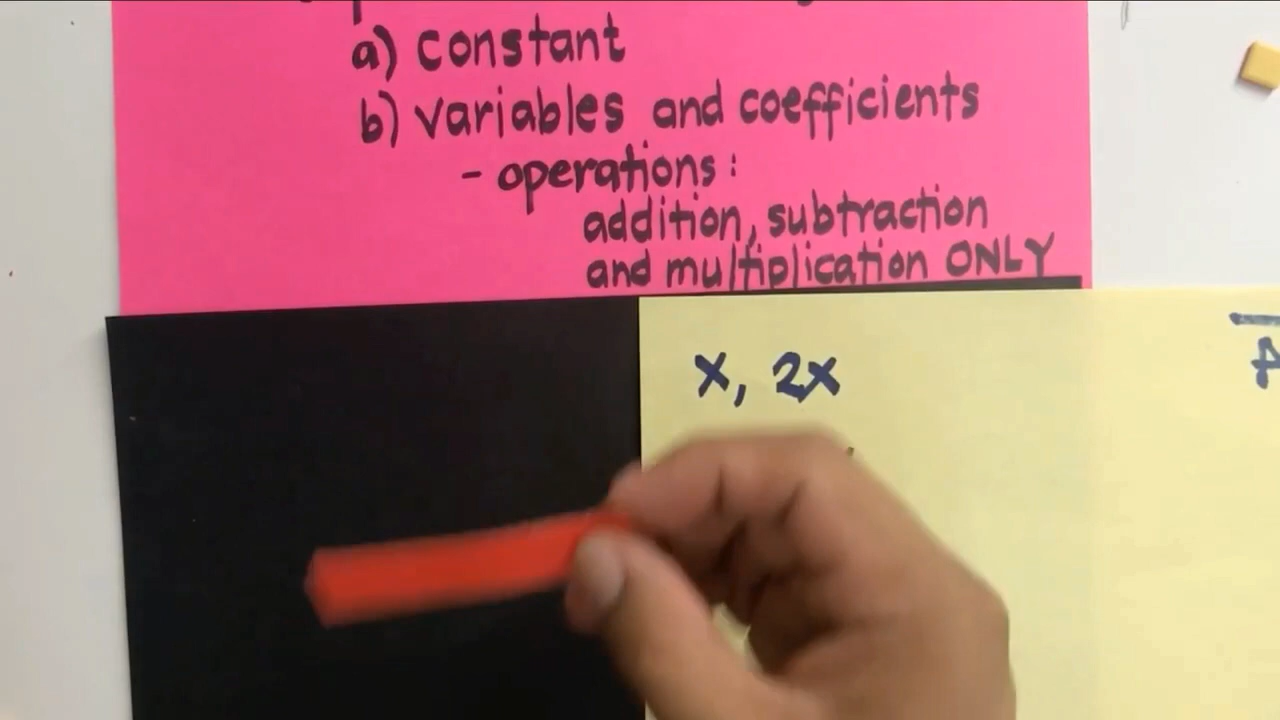 a) constant
b) variables and coefficients
- operations:
addition, subtraction
and multiplication ONLY
x, 2x